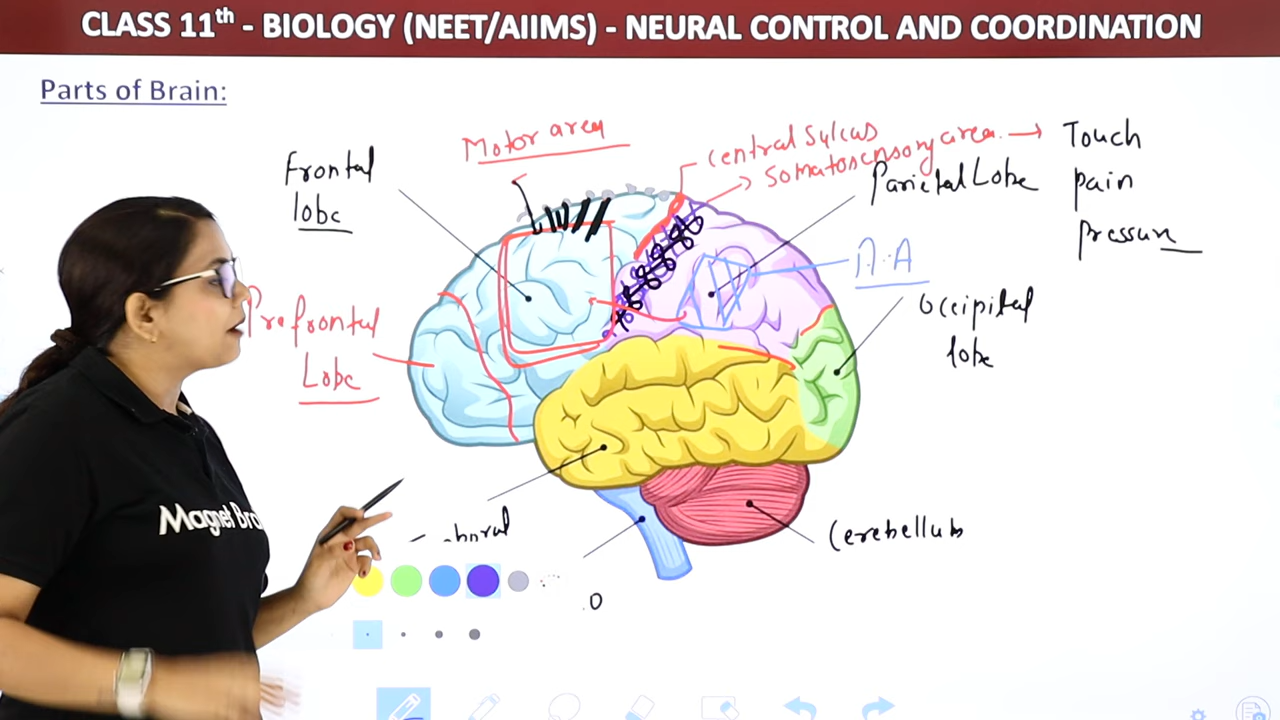 CLASS 11th - BIOLOGY (NEET/AIIMS) - NEURAL CONTROL AND COORDINATION
Parts of Brain:
Motor area
Central Sulcus
Somatosensory area →
Touch
pain
pressure
Frontal
lobe
Parietal Lobe
A.A
Prefrontal
Lobe
Occipital
lobe
Cerebellum
Magnet Bra